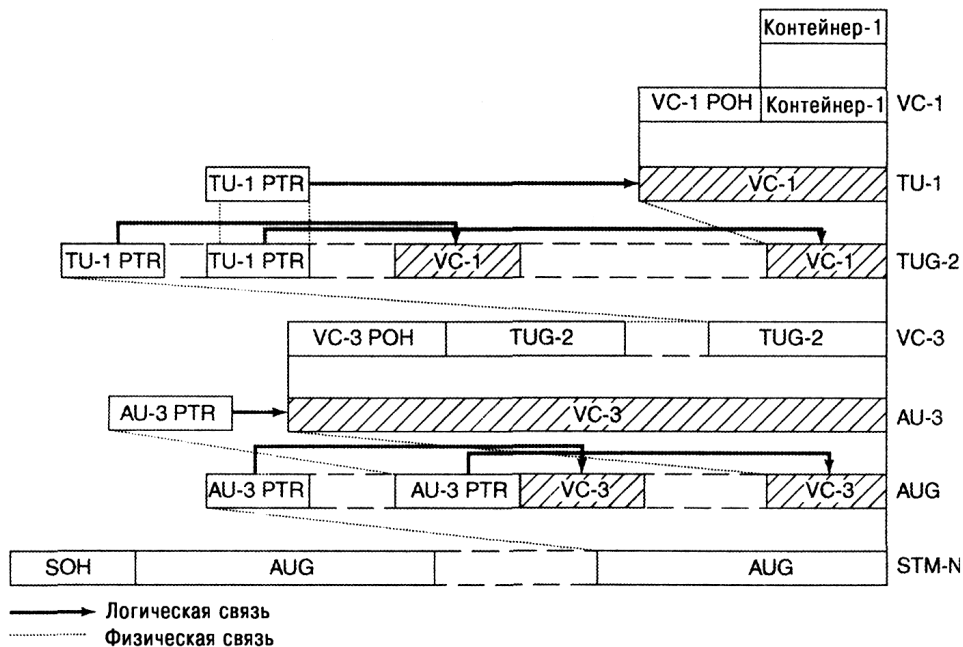 Контейнер-1
VC-1 POH Контейнер-1 VC-1
TU-1 PTR VC-1 TU-1
TU-1 PTR TU-1 PTR VC-1 VC-1 TUG-2
VC-3 POH TUG-2 TUG-2 VC-3
AU-3 PTR VC-3 AU-3
AU-3 PTR AU-3 PTR VC-3 VC-3 AUG
SOH AUG AUG STM-N
Логическая связь
Физическая связь